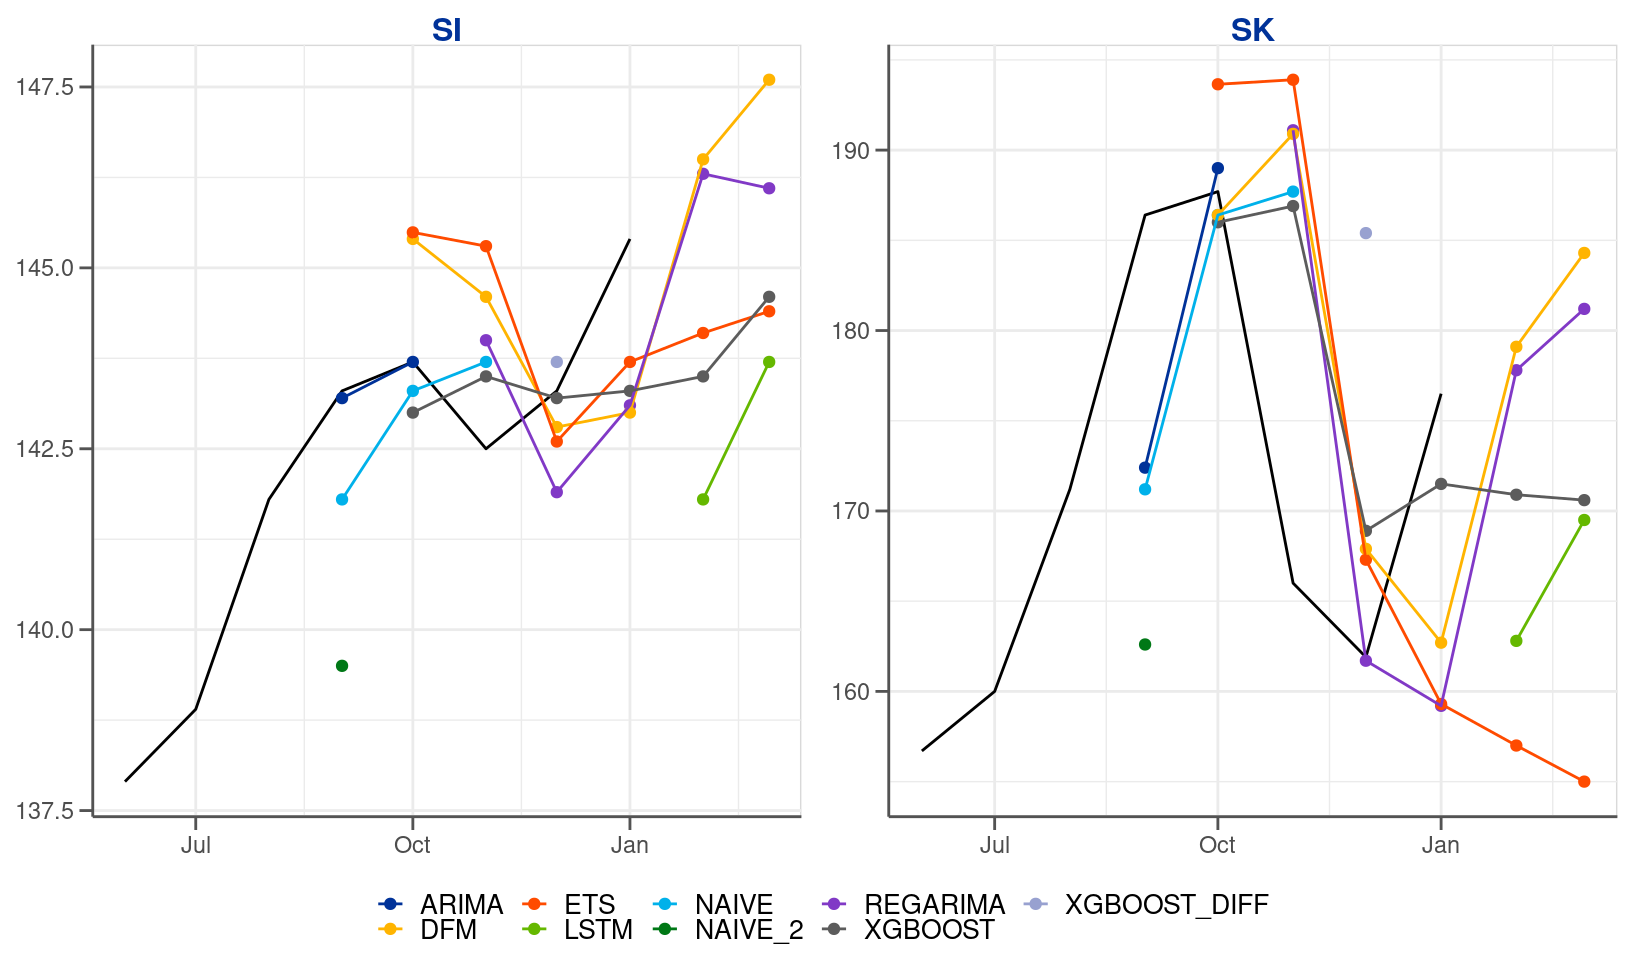 SI
SK
147.5
145.0
142.5
140.0
137.5
190
180
170
160
Jul
Oct
Jan
Jul
Oct
Jan
ARIMA
ETS
NAIVE
REGARIMA
XGBOOST_DIFF
DFM
LSTM
NAIVE_2
XGBOOST